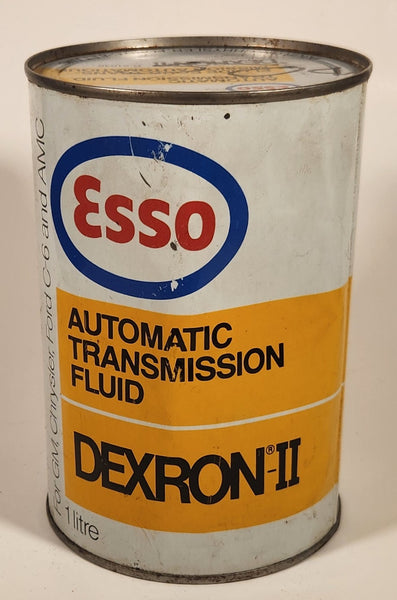 Esso
AUTOMATIC
TRANSMISSION
FLUID
DEXRON®-II
1 litre
For GM, Chrysler, Ford C-6 and AMC